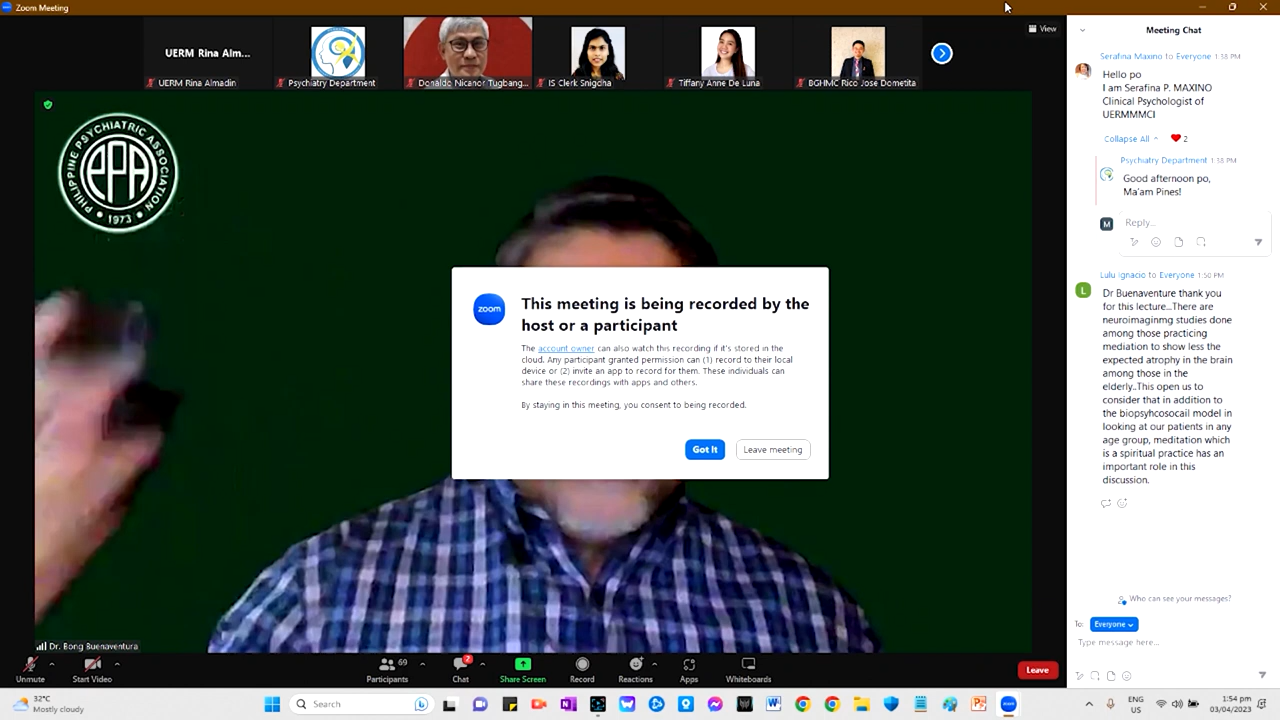 Zoom Meeting
View
UERM Rina Alm...
UERM Rina Almadin
Psychiatry Department
Donaldo Nicanor Tugbang...
IS Clerk Snigdha
Tiffany Anne De Luna
BGHMC Rico Jose Dometita
PHILIPPINE PSYCHIATRIC ASSOCIATION
PPA
• 1973 •
This meeting is being recorded by the
host or a participant
zoom
The account owner can also watch this recording if it's stored in the
cloud. Any participant granted permission can (1) record to their local
device or (2) invite an app to record for them. These individuals can
share these recordings with apps and others.
By staying in this meeting, you consent to being recorded.
Got it
Leave meeting
Dr. Bong Buenaventura
Unmute
Start Video
69
Participants
7
Chat
Share Screen
Record
Reactions
Apps
Whiteboards
Leave
Meeting Chat
Serafina Maxino to Everyone 1:38 PM
Hello po
I am Serafina P. MAXINO
Clinical Psychologist of
UERMMMCI
Collapse All
2
Psychiatry Department 1:38 PM
Good afternoon po,
Ma'am Pines!
M
Reply...
Lulu Ignacio to Everyone 1:50 PM
L
Dr Buenaventure thank you
for this lecture...There are
neuroimaginmg studies done
among those practicing
mediation to show less the
expected atrophy in the brain
among those in the
elderly..This open us to
consider that in addition to
the biopsyhcosocail model in
looking at our patients in any
age group, meditation which
is a spiritual practice has an
important role in this
discussion.
Who can see your messages?
To: Everyone
Type message here...
32°C
Mostly cloudy
Search
ENG
US
1:54 pm
03/04/2023